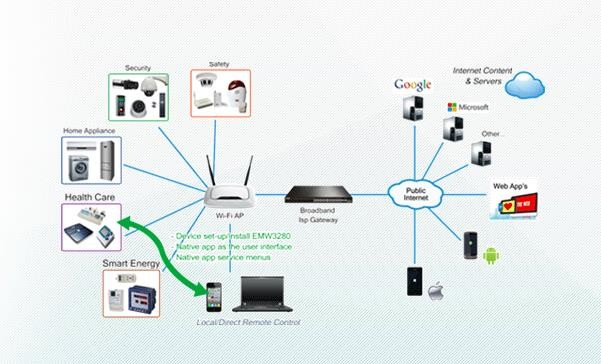 Security
Safety
Internet Content
& Servers
Google
Microsoft
Other...
Home Appliance
Health Care
Wi-Fi AP
Broadband
Isp Gateway
Public
Internet
Web App's
- Device set-up/install EMW3280
- Native app as the user interface
Native app service menus
Smart Energy
Local/Direct Remote Control